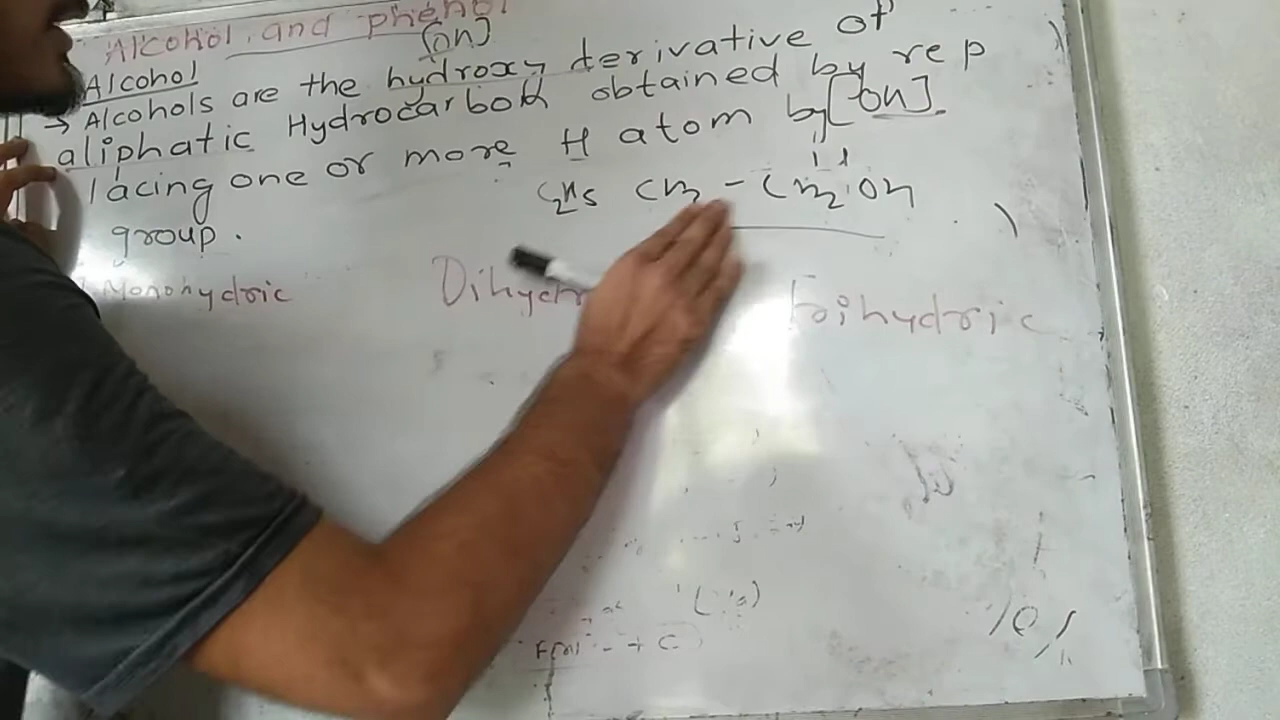 Alcohol and phenol
[OH]
Alcohol
→ Alcohols are the hydroxy derivative of
aliphatic Hydrocarbon obtained by rep
lacing one or more H atom by [OH]
group.
C2H5 CH3 - CH2 OH
Monohydric Dihydr Trihydric